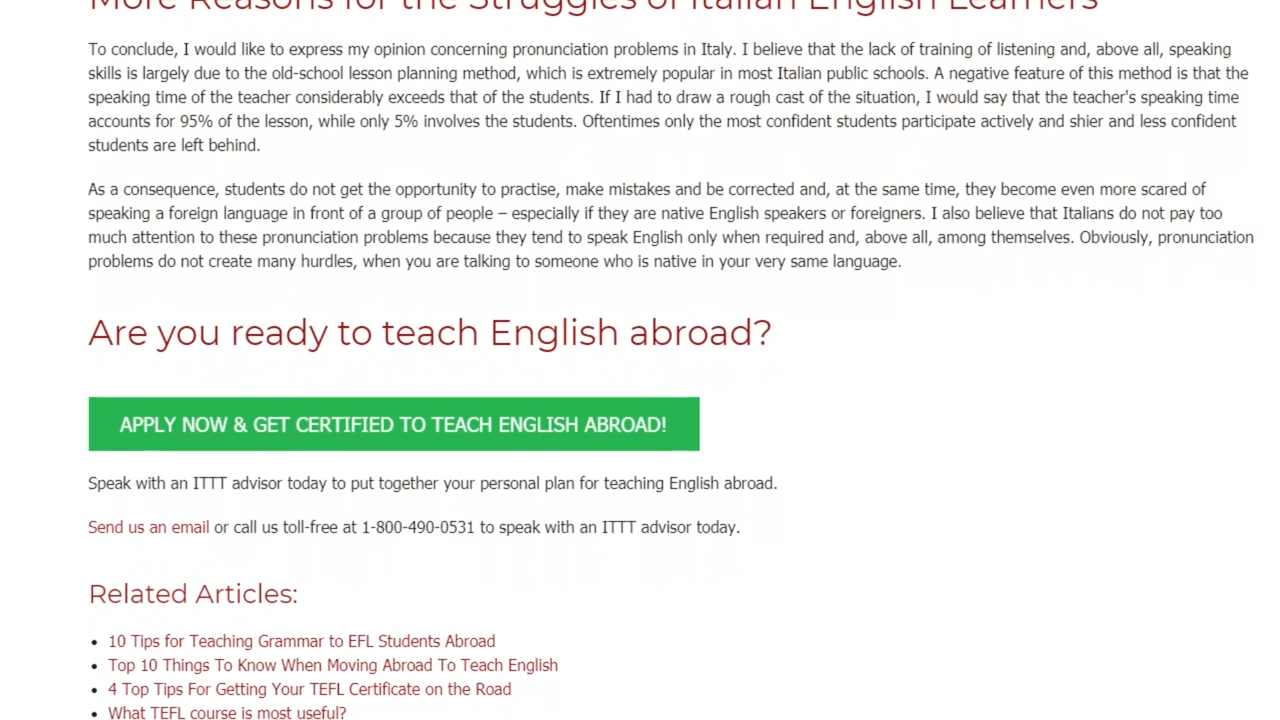 More Reasons for the Struggles of Italian English Learners
To conclude, I would like to express my opinion concerning pronunciation problems in Italy. I believe that the lack of training of listening and, above all, speaking
skills is largely due to the old-school lesson planning method, which is extremely popular in most Italian public schools. A negative feature of this method is that the
speaking time of the teacher considerably exceeds that of the students. If I had to draw a rough cast of the situation, I would say that the teacher's speaking time
accounts for 95% of the lesson, while only 5% involves the students. Oftentimes only the most confident students participate actively and shier and less confident
students are left behind.
As a consequence, students do not get the opportunity to practise, make mistakes and be corrected and, at the same time, they become even more scared of
speaking a foreign language in front of a group of people – especially if they are native English speakers or foreigners. I also believe that Italians do not pay too
much attention to these pronunciation problems because they tend to speak English only when required and, above all, among themselves. Obviously, pronunciation
problems do not create many hurdles, when you are talking to someone who is native in your very same language.
Are you ready to teach English abroad?
APPLY NOW & GET CERTIFIED TO TEACH ENGLISH ABROAD!
Speak with an ITTT advisor today to put together your personal plan for teaching English abroad.
Send us an email or call us toll-free at 1-800-490-0531 to speak with an ITTT advisor today.
Related Articles:
• 10 Tips for Teaching Grammar to EFL Students Abroad
• Top 10 Things To Know When Moving Abroad To Teach English
• 4 Top Tips For Getting Your TEFL Certificate on the Road
• What TEFL course is most useful?